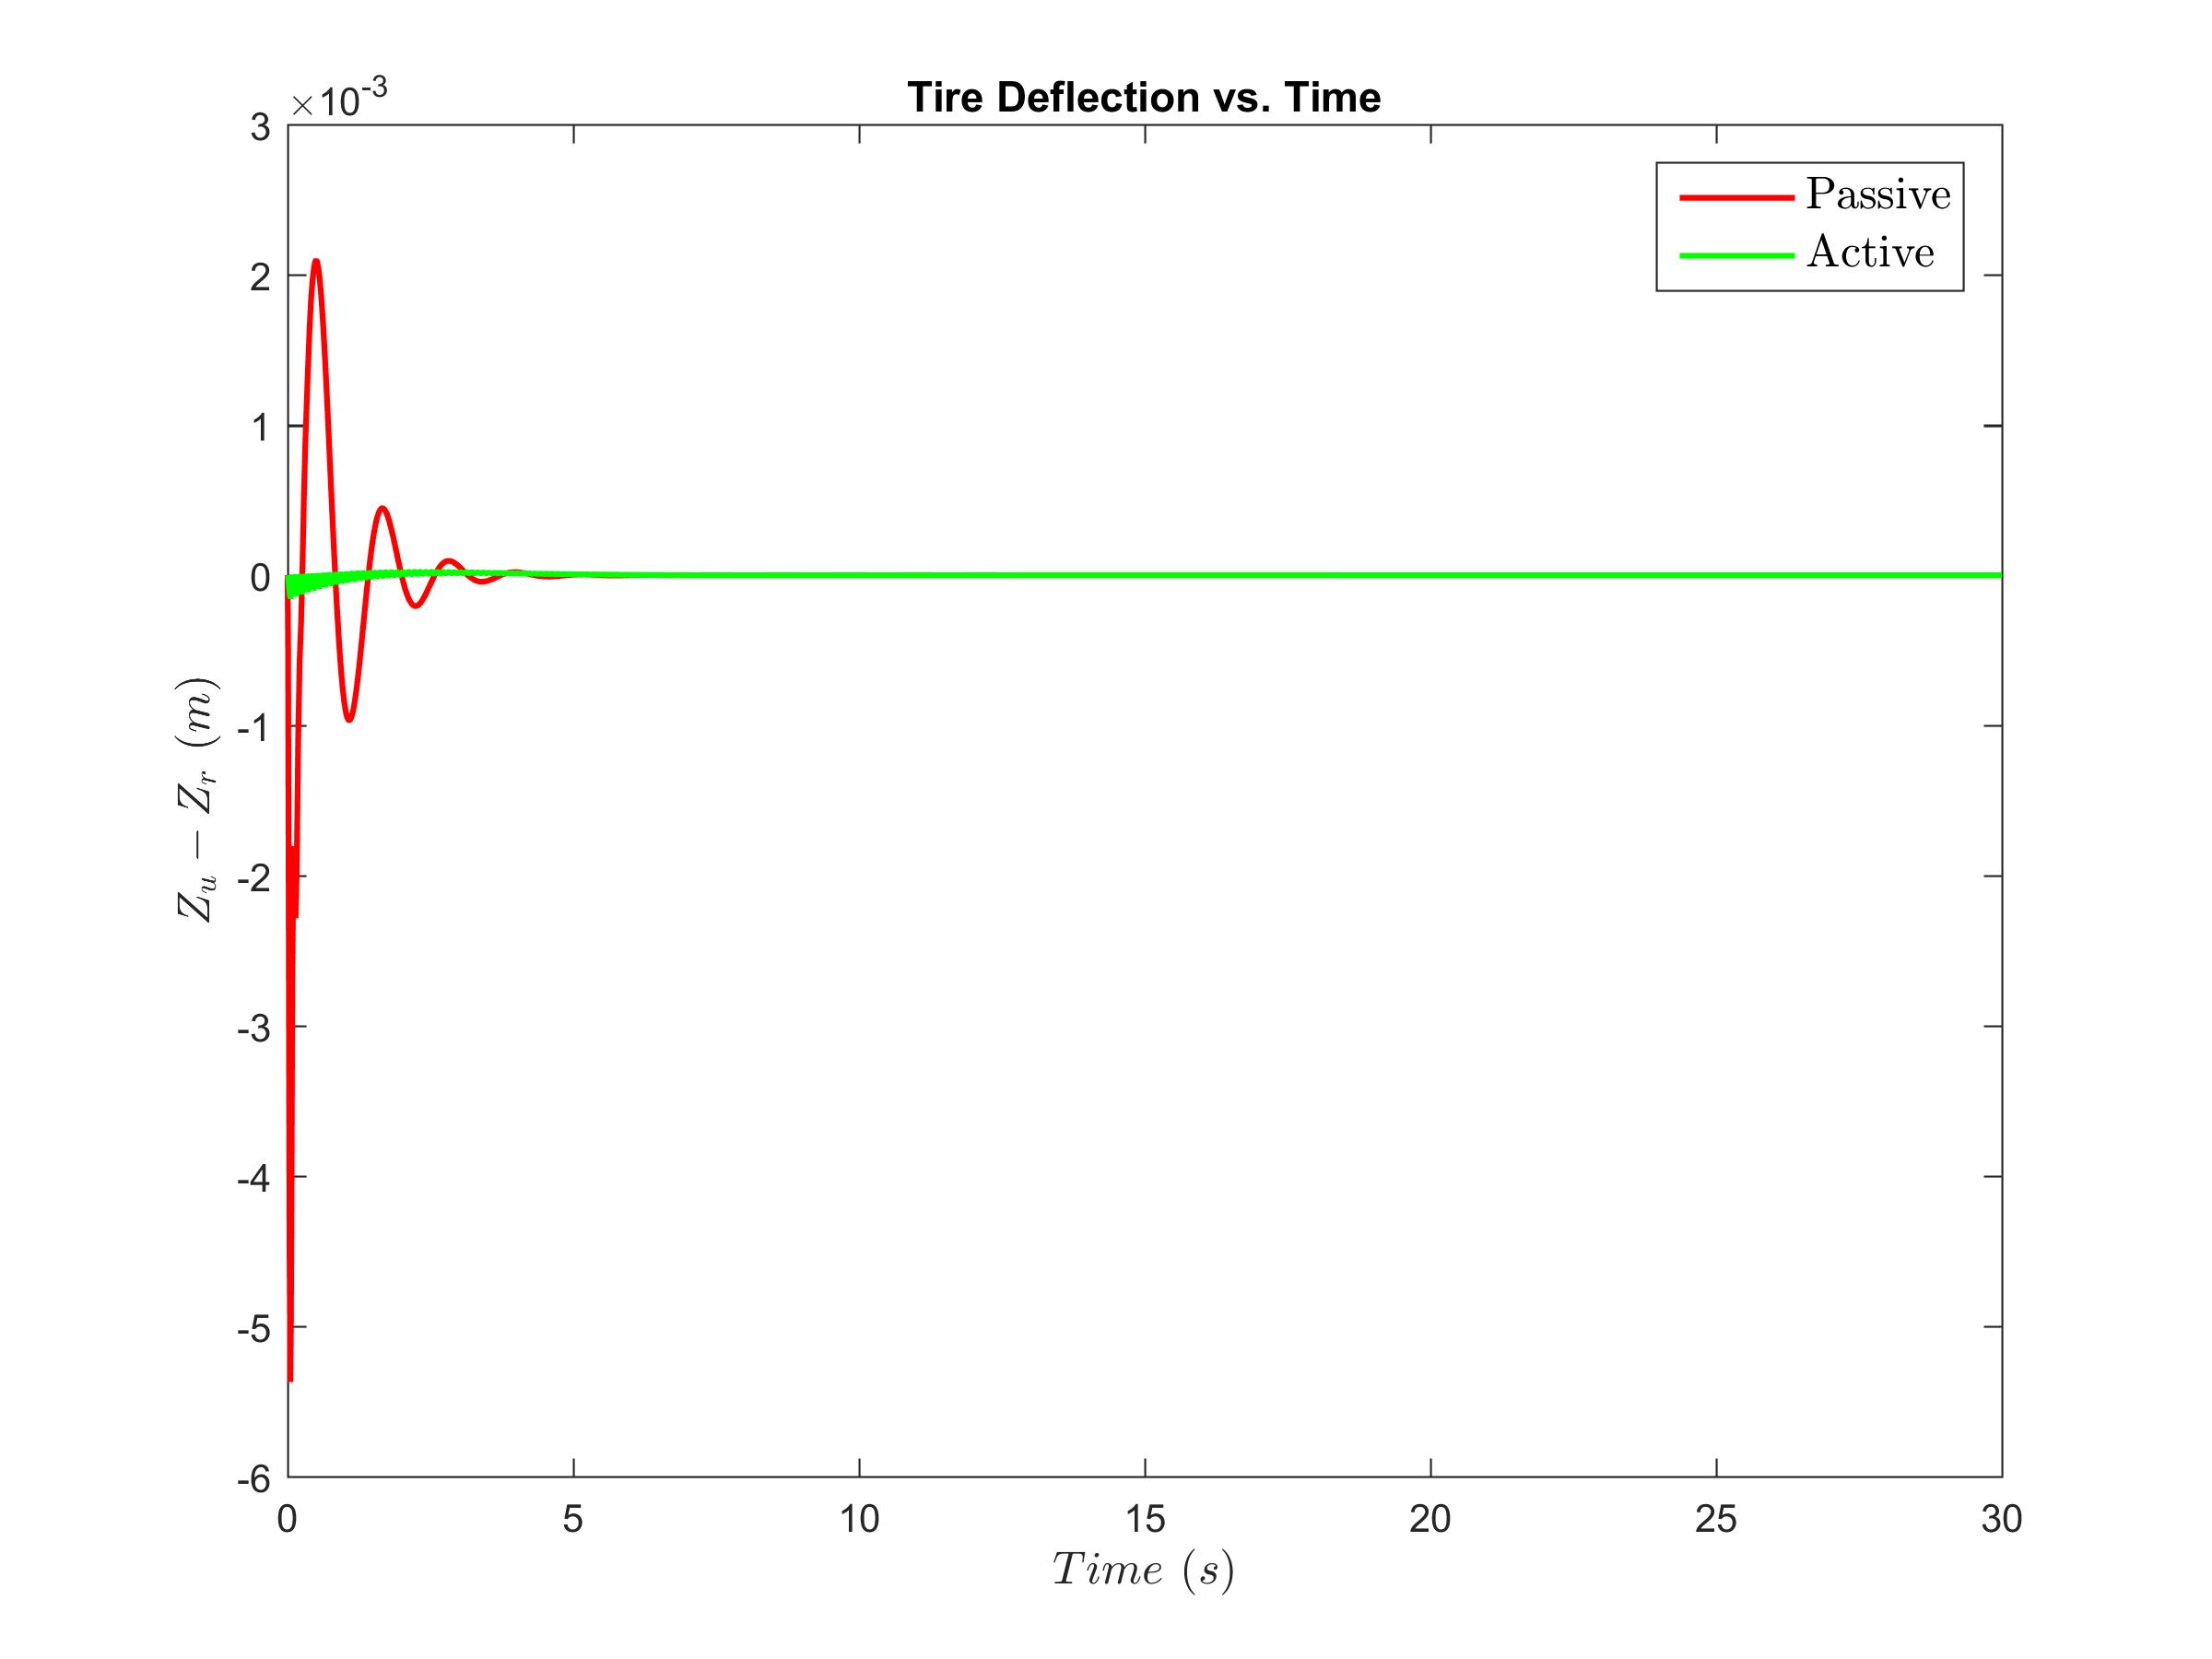 Tire Deflection vs. Time
×10-3
3
2
1
0
-1
-2
-3
-4
-5
-6
0 5 10 15 20 25 30
Passive
Active
Zu − Zr (m)
Time (s)